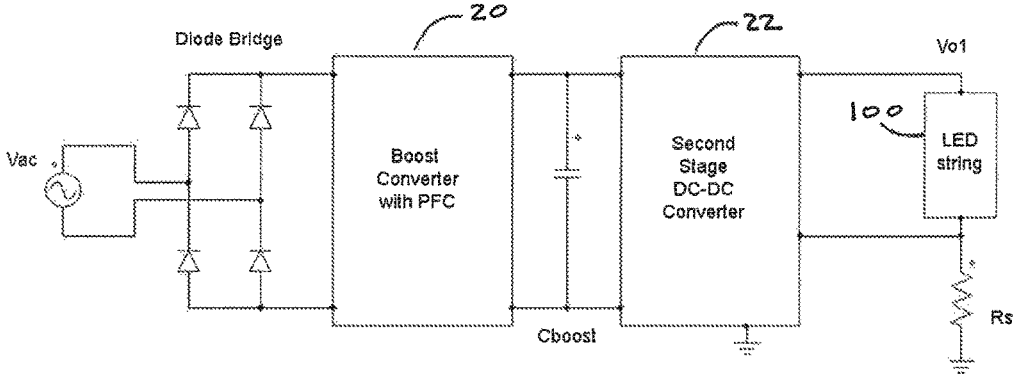 20
22
Diode Bridge
Vo1
100
LED
string
Vac
Boost
Converter
with PFC
Second
Stage
DC-DC
Converter
Cboost
Rs